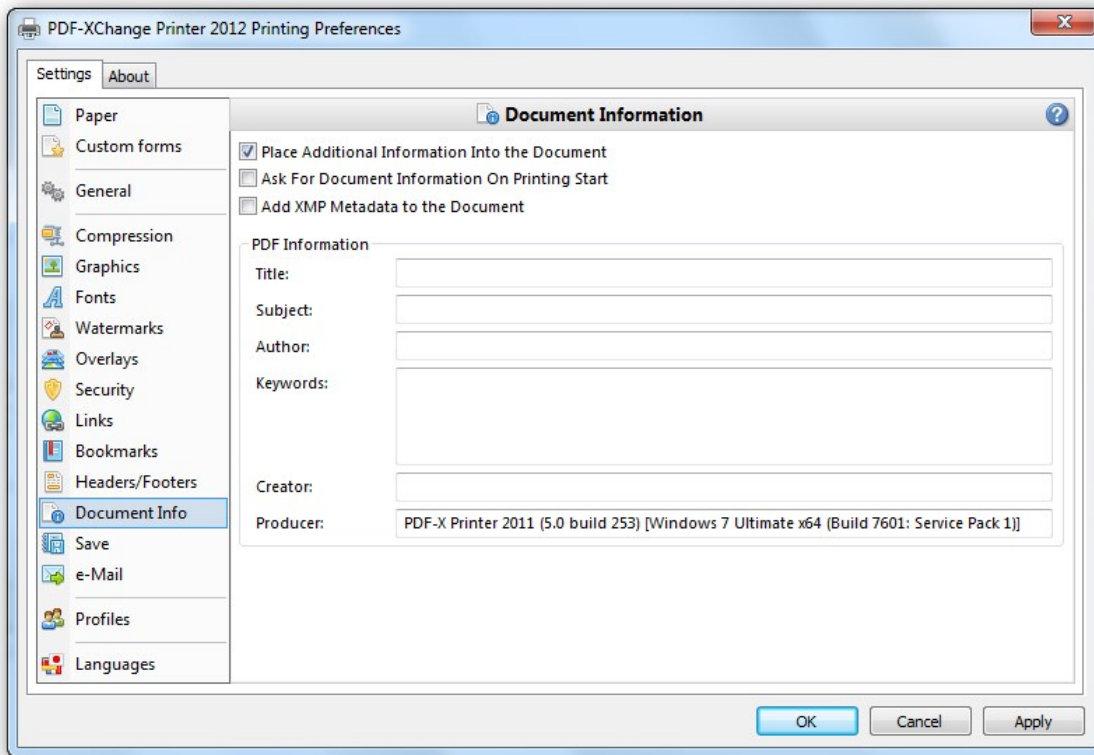 PDF-XChange Printer 2012 Printing Preferences
Settings
About
Paper
Custom forms
General
Compression
Graphics
Fonts
Watermarks
Overlays
Security
Links
Bookmarks
Headers/Footers
Document Info
Save
e-Mail
Profiles
Languages
Document Information
Place Additional Information Into the Document
Ask For Document Information On Printing Start
Add XMP Metadata to the Document
PDF Information
Title:
Subject:
Author:
Keywords:
Creator:
Producer: PDF-X Printer 2011 (5.0 build 253) [Windows 7 Ultimate x64 (Build 7601: Service Pack 1)]
OK
Cancel
Apply